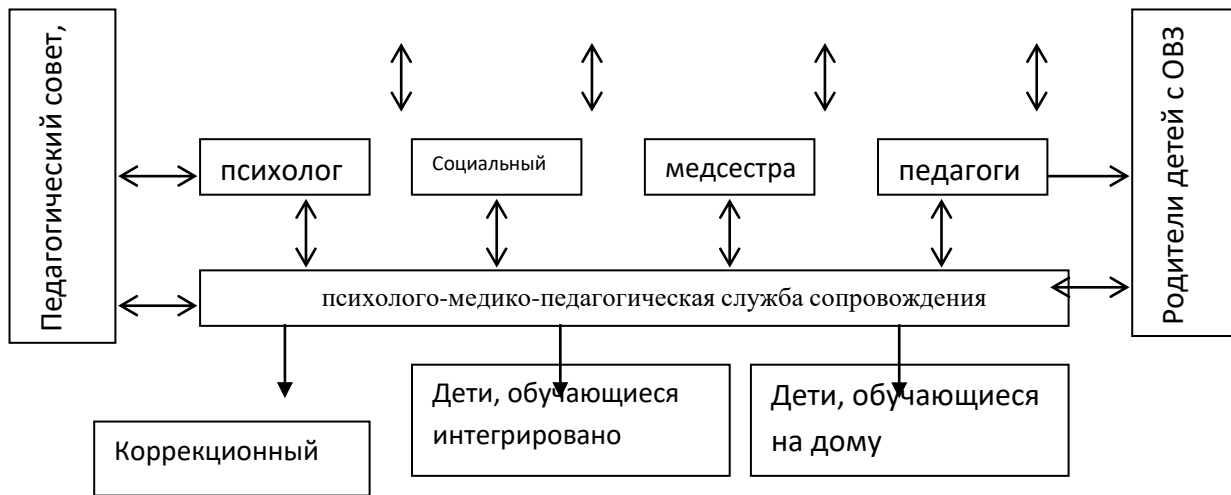 Педагогический совет,
Родители детей с ОВЗ
психолог
Социальный
медсестра
педагоги
психолого-медико-педагогическая служба сопровождения
Коррекционный
Дети, обучающиеся
интегрировано
Дети, обучающиеся
на дому